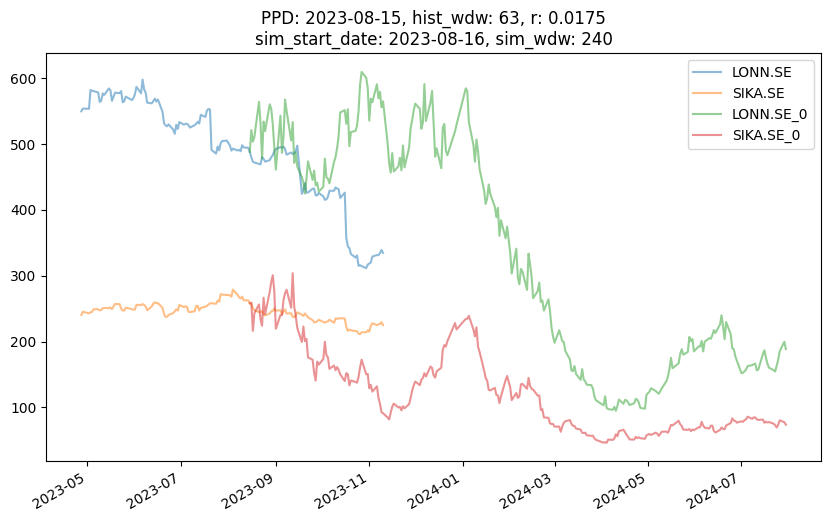 PPD: 2023-08-15, hist_wdw: 63, r: 0.0175
sim_start_date: 2023-08-16, sim_wdw: 240
LONN.SE
SIKA.SE
LONN.SE_0
SIKA.SE_0
600
500
400
300
200
100
2023-05
2023-07
2023-09
2023-11
2024-01
2024-03
2024-05
2024-07